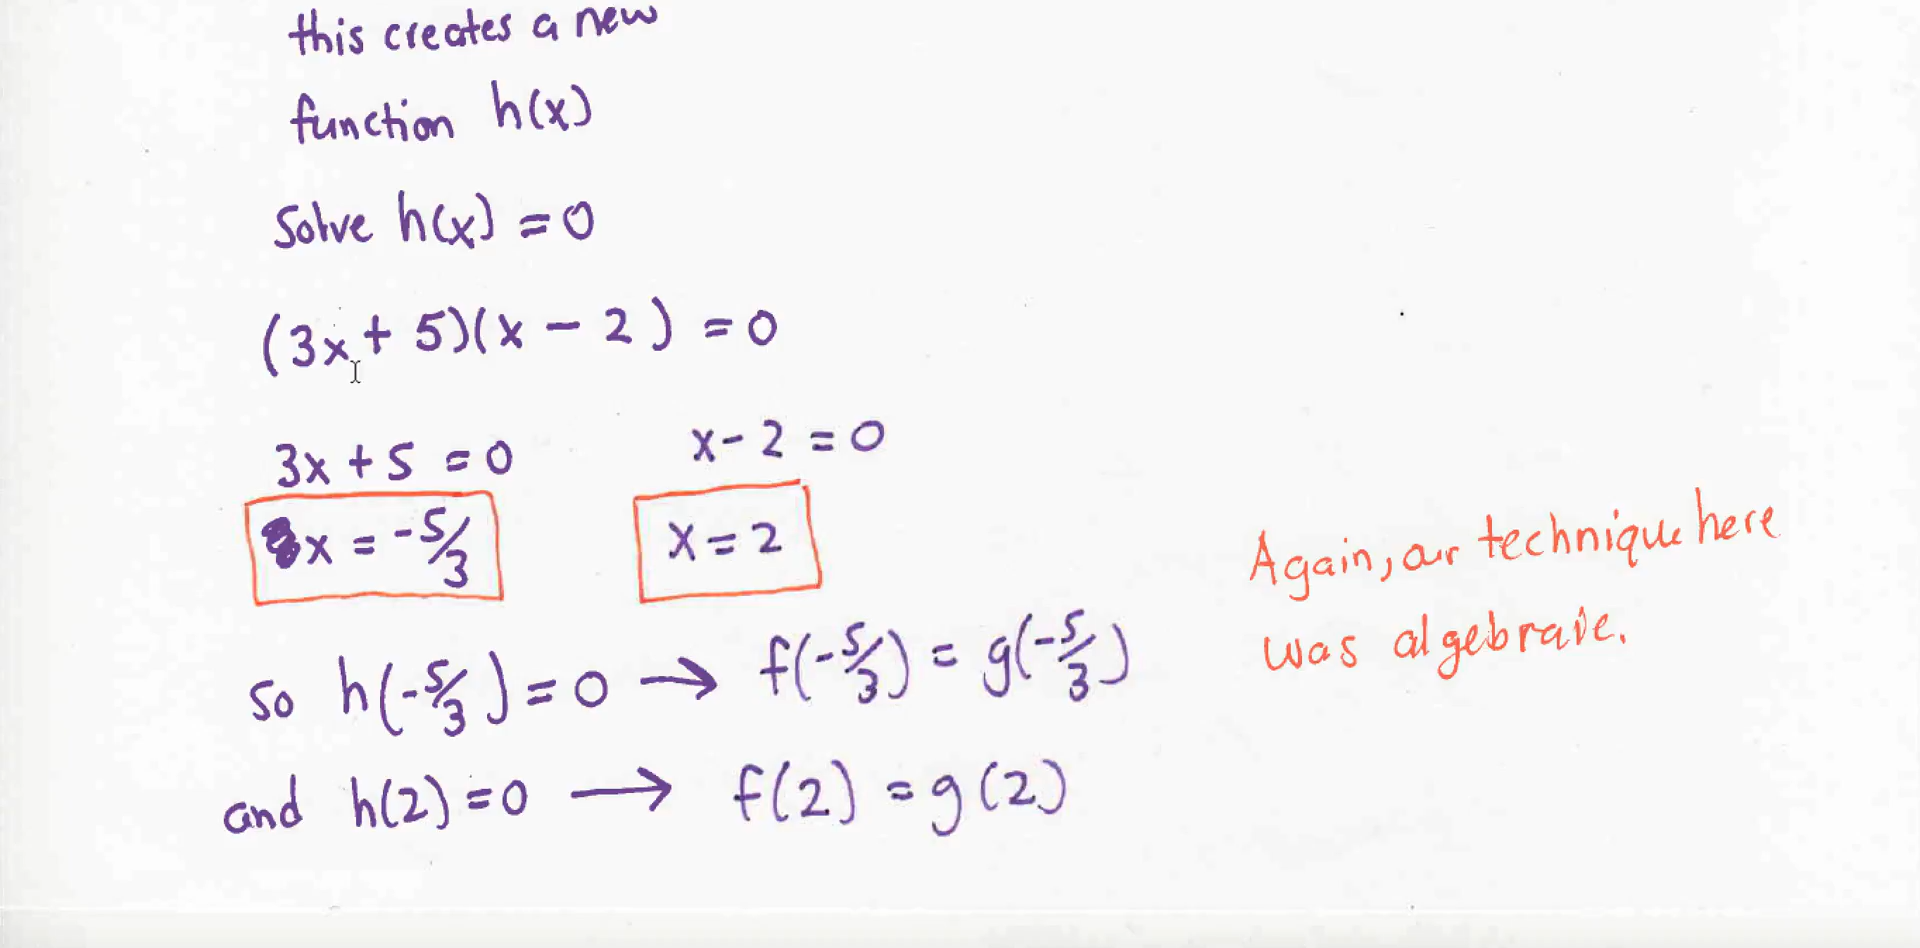 this creates a new
function h(x)
Solve h(x) = 0
(3x + 5)(x - 2) = 0
3x + 5 = 0
x - 2 = 0
x = -5/3
x = 2
Again, our technique here
was algebraic.
so h(-5/3) = 0 → f(-5/3) = g(-5/3)
and h(2) = 0 → f(2) = g(2)